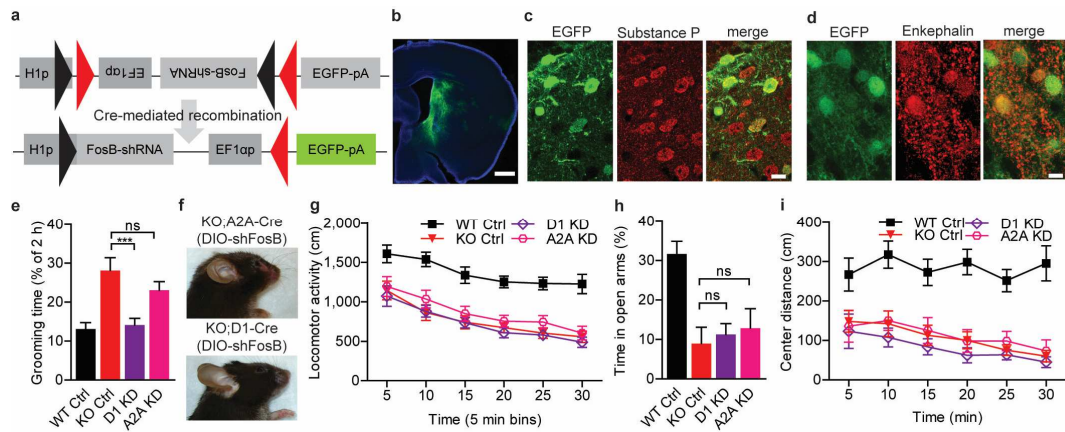 a
H1p
EF1αp
FosB-shRNA
EGFP-pA
Cre-mediated recombination
H1p
FosB-shRNA
EF1αp
EGFP-pA
b
c
EGFP
Substance P
merge
d
EGFP
Enkephalin
merge
e
Grooming time (% of 2 h)
40
30
20
10
0
ns
***
WT Ctrl
KO Ctrl
D1 KD
A2A KD
f
KO;A2A-Cre
(DIO-shFosB)
KO;D1-Cre
(DIO-shFosB)
g
Locomotor activity (cm)
2,000
1,500
1,000
500
0
WT Ctrl
D1 KD
KO Ctrl
A2A KD
5 10 15 20 25 30
Time (5 min bins)
h
Time in open arms (%)
40
30
20
10
0
ns
ns
WT Ctrl
KO Ctrl
D1 KD
A2A KD
i
Center distance (cm)
400
300
200
100
0
WT Ctrl
D1 KD
KO Ctrl
A2A KD
5 10 15 20 25 30
Time (min)